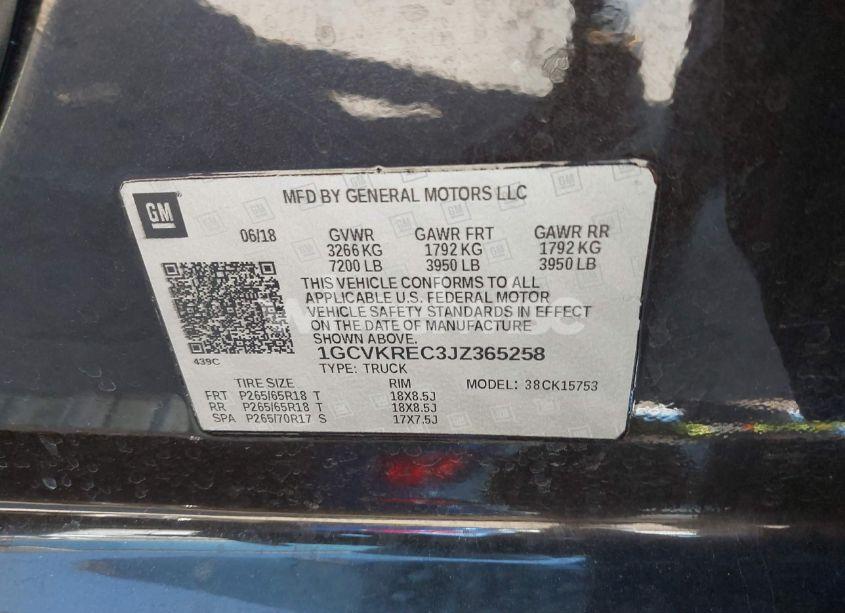 GM
MFD BY GENERAL MOTORS LLC
06/18 GVWR GAWR FRT GAWR RR
3266 KG 1792 KG 1792 KG
7200 LB 3950 LB 3950 LB
THIS VEHICLE CONFORMS TO ALL
APPLICABLE U.S. FEDERAL MOTOR
VEHICLE SAFETY STANDARDS IN EFFECT
ON THE DATE OF MANUFACTURE
SHOWN ABOVE.
439C
1GCVKREC3JZ365258
TYPE: TRUCK
TIRE SIZE RIM MODEL: 38CK15753
FRT P265/65R18 T 18X8.5J
RR P265/65R18 T 18X8.5J
SPA P265/70R17 S 17X7.5J